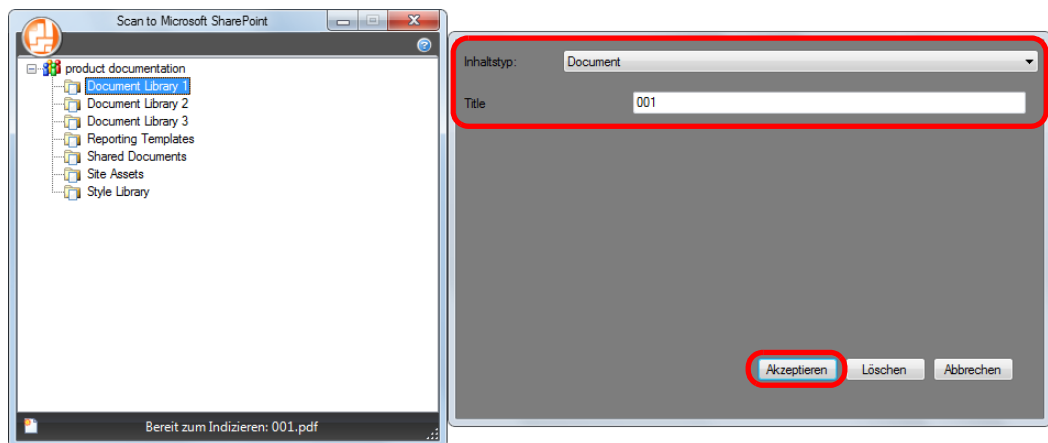 Scan to Microsoft SharePoint
product documentation
Document Library 1
Document Library 2
Document Library 3
Reporting Templates
Shared Documents
Site Assets
Style Library
Bereit zum Indizieren: 001.pdf
Inhaltstyp: Document
Title 001
Akzeptieren Löschen Abbrechen